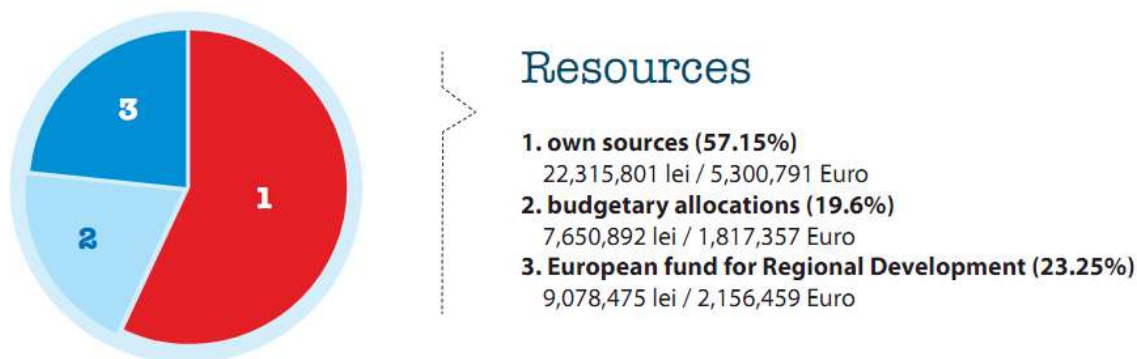 3
1
2
Resources
1. own sources (57.15%)
22,315,801 lei / 5,300,791 Euro
2. budgetary allocations (19.6%)
7,650,892 lei / 1,817,357 Euro
3. European fund for Regional Development (23.25%)
9,078,475 lei / 2,156,459 Euro